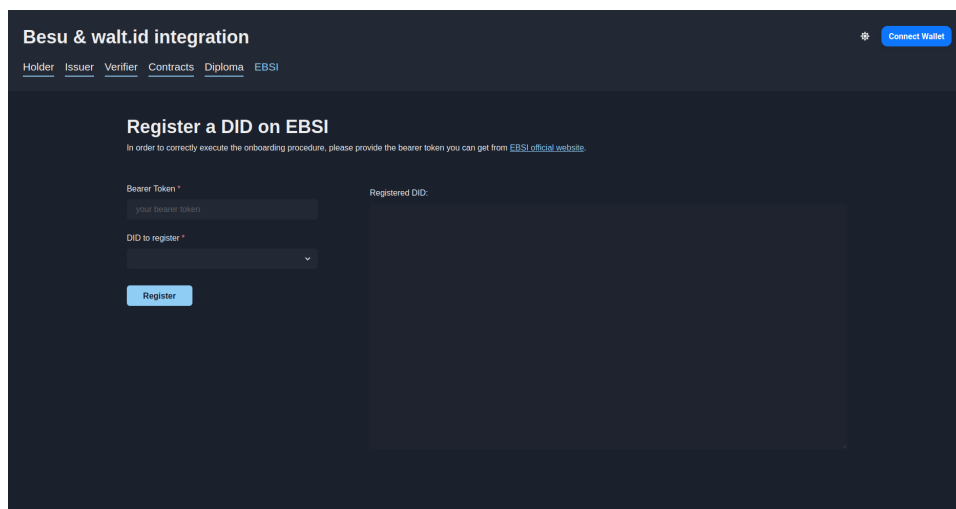 Besu & walt.id integration
Connect Wallet
Holder Issuer Verifier Contracts Diploma EBSI
Register a DID on EBSI
In order to correctly execute the onboarding procedure, please provide the bearer token you can get from EBSI official website.
Bearer Token *
your bearer token
DID to register *
Register
Registered DID: